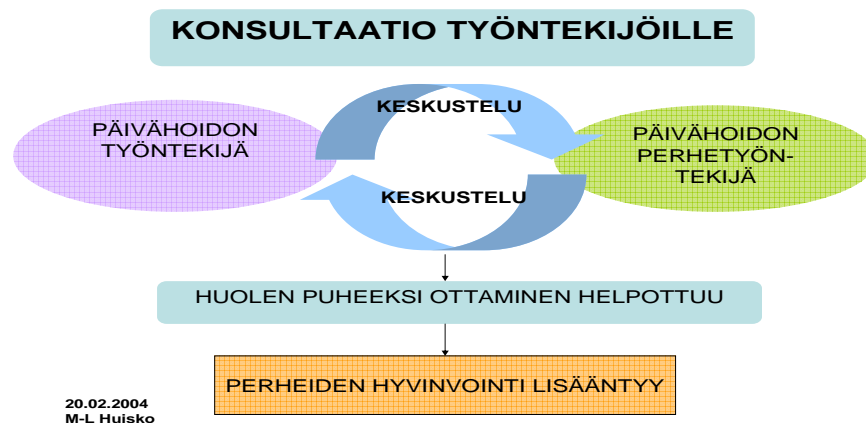 KONSULTAATIO TYÖNTEKIJÖILLE
KESKUSTELU
PÄIVÄHOIDON
TYÖNTEKIJÄ
PÄIVÄHOIDON
PERHETYÖN-
TEKIJÄ
KESKUSTELU
HUOLEN PUHEEKSI OTTAMINEN HELPOTTUU
PERHEIDEN HYVINVOINTI LISÄÄNTYY
20.02.2004
M-L Huisko